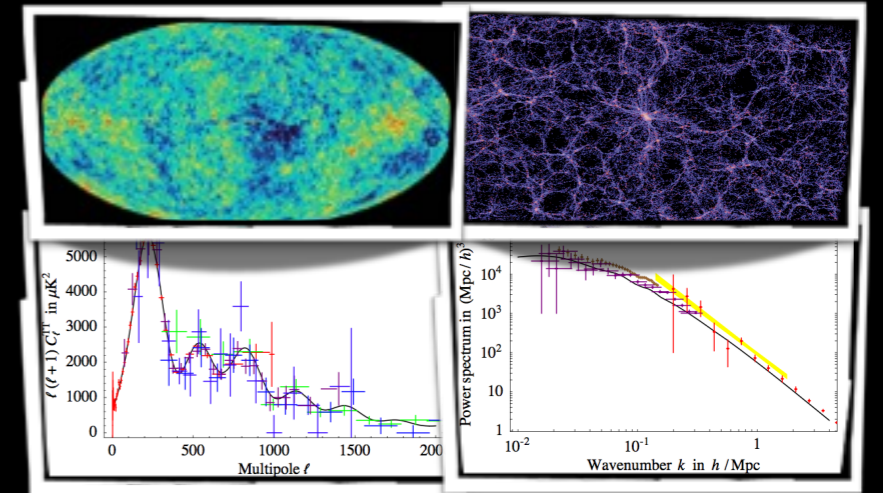 5000
4000
3000
2000
1000
0
ℓ (ℓ + 1) C_ℓ^TT in μK²
0 500 1000 1500 200
Multipole ℓ
10⁴
10³
10²
10
1
Power spectrum in (Mpc/h)³
10⁻² 10⁻¹ 1
Wavenumber k in h/Mpc